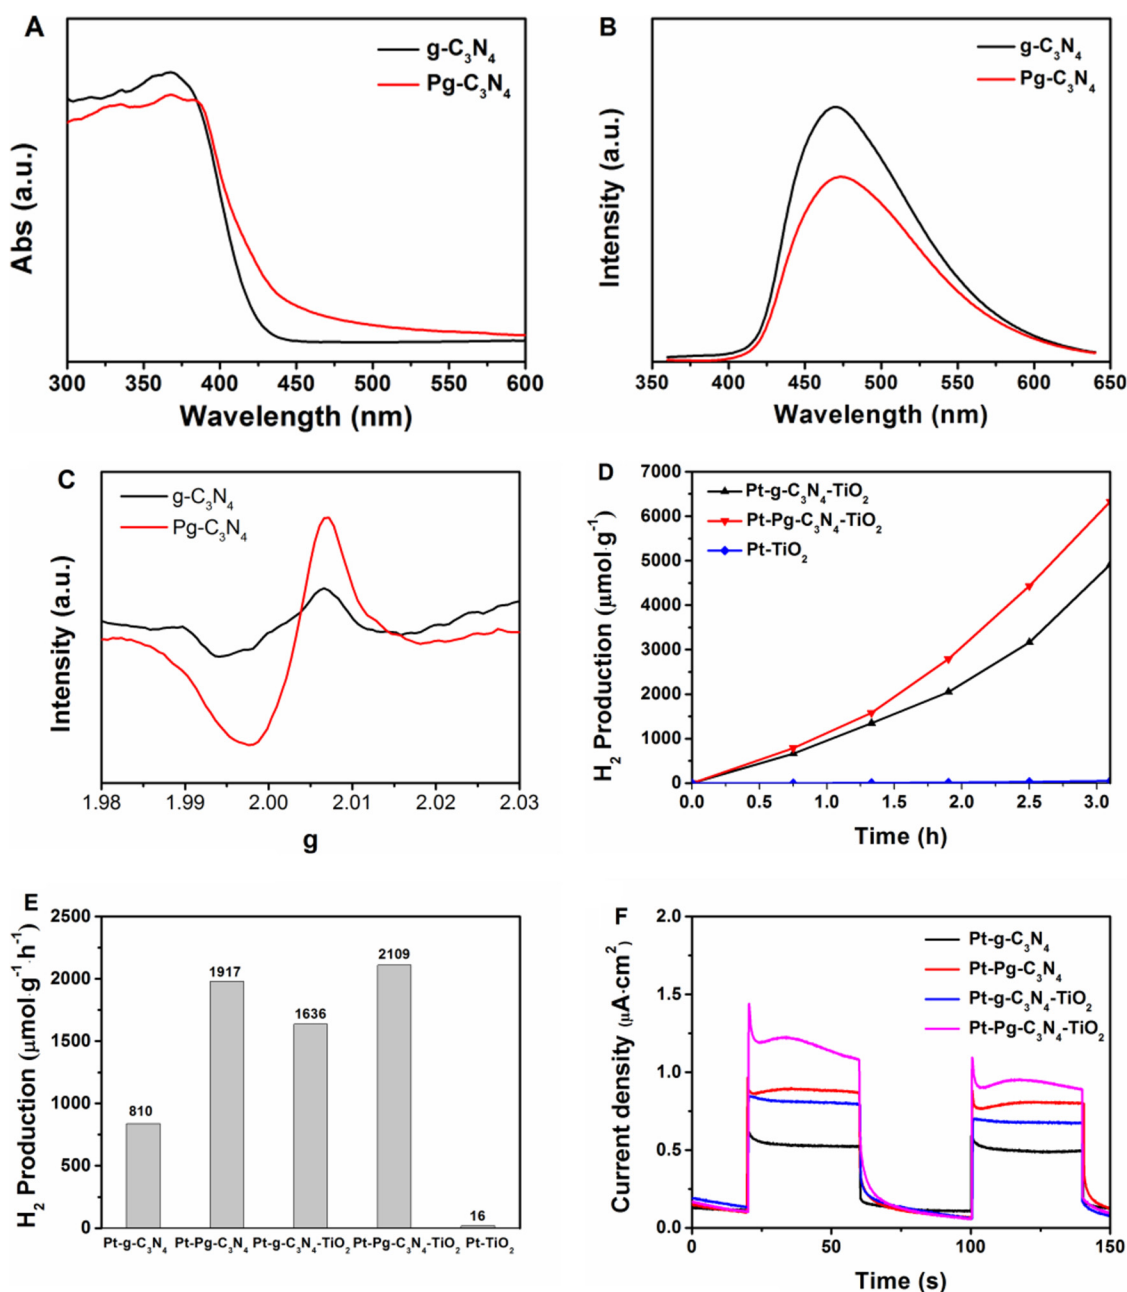 A
g-C₃N₄
Pg-C₃N₄
Abs (a.u.)
300 350 400 450 500 550 600
Wavelength (nm)
B
g-C₃N₄
Pg-C₃N₄
Intensity (a.u.)
350 400 450 500 550 600 650
Wavelength (nm)
C
g-C₃N₄
Pg-C₃N₄
Intensity (a.u.)
1.98 1.99 2.00 2.01 2.02 2.03
g
D
Pt-g-C₃N₄-TiO₂
Pt-Pg-C₃N₄-TiO₂
Pt-TiO₂
H₂ Production (μmol·g⁻¹)
7000
6000
5000
4000
3000
2000
1000
0
0.0 0.5 1.0 1.5 2.0 2.5 3.0
Time (h)
E
H₂ Production (μmol·g⁻¹·h⁻¹)
2500
2000
1500
1000
500
0
810
1917
1636
2109
16
Pt-g-C₃N₄ Pt-Pg-C₃N₄ Pt-g-C₃N₄-TiO₂ Pt-Pg-C₃N₄-TiO₂ Pt-TiO₂
F
Pt-g-C₃N₄
Pt-Pg-C₃N₄
Pt-g-C₃N₄-TiO₂
Pt-Pg-C₃N₄-TiO₂
Current density (μA·cm²)
2.0
1.5
1.0
0.5
0.0
0 50 100 150
Time (s)